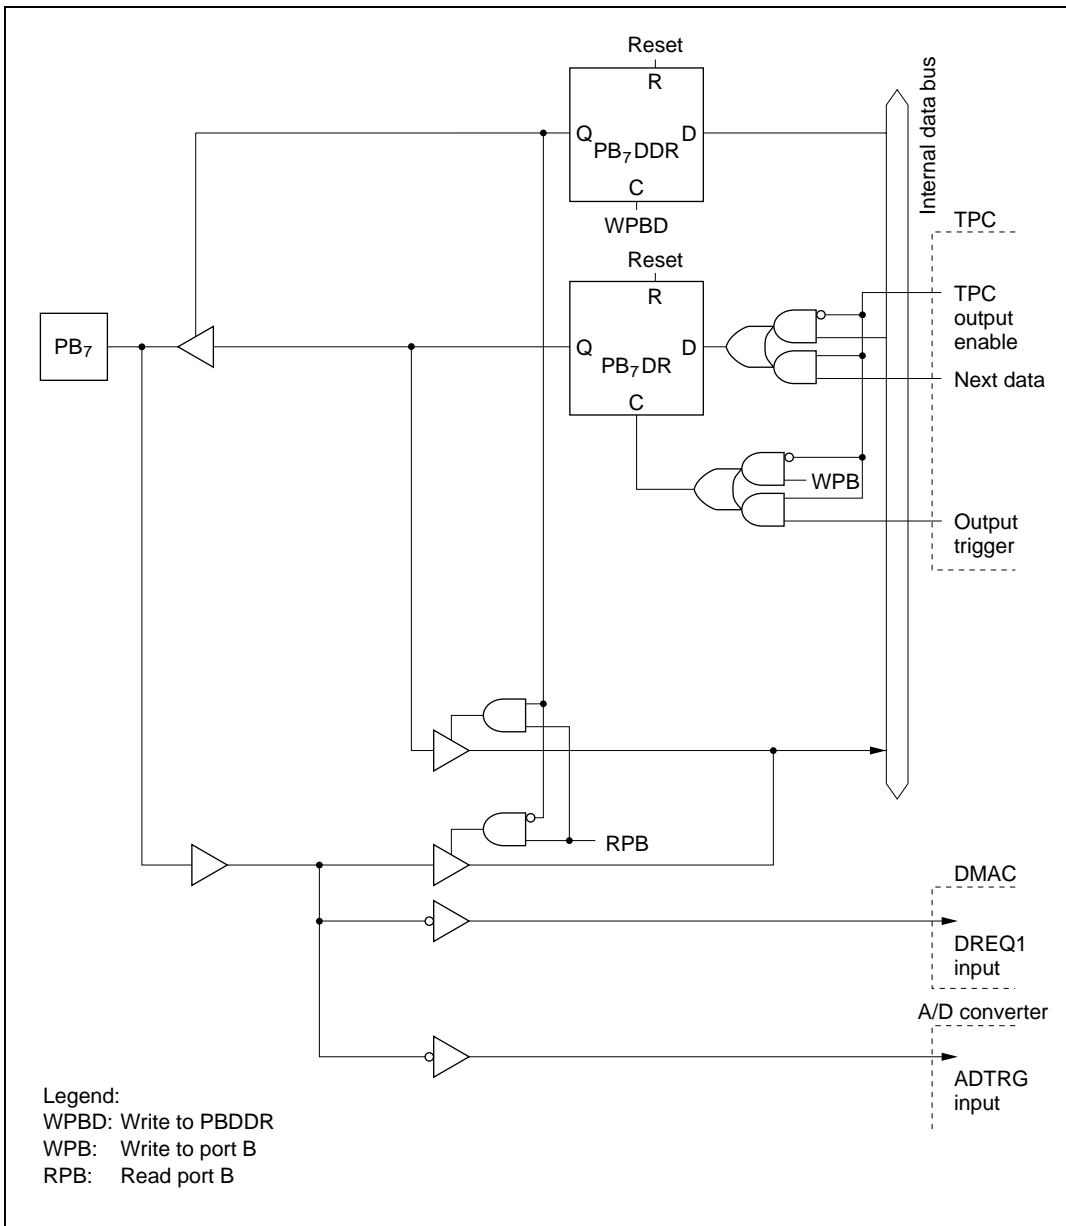 Reset
R
Q
D
PB7DDR
C
WPBD
Internal data bus
TPC
Reset
R
TPC
output
enable
PB7
Q
D
PB7DR
Next data
C
WPB
Output
trigger
RPB
DMAC
DREQ1
input
A/D converter
ADTRG
input
Legend:
WPBD: Write to PBDDR
WPB: Write to port B
RPB: Read port B